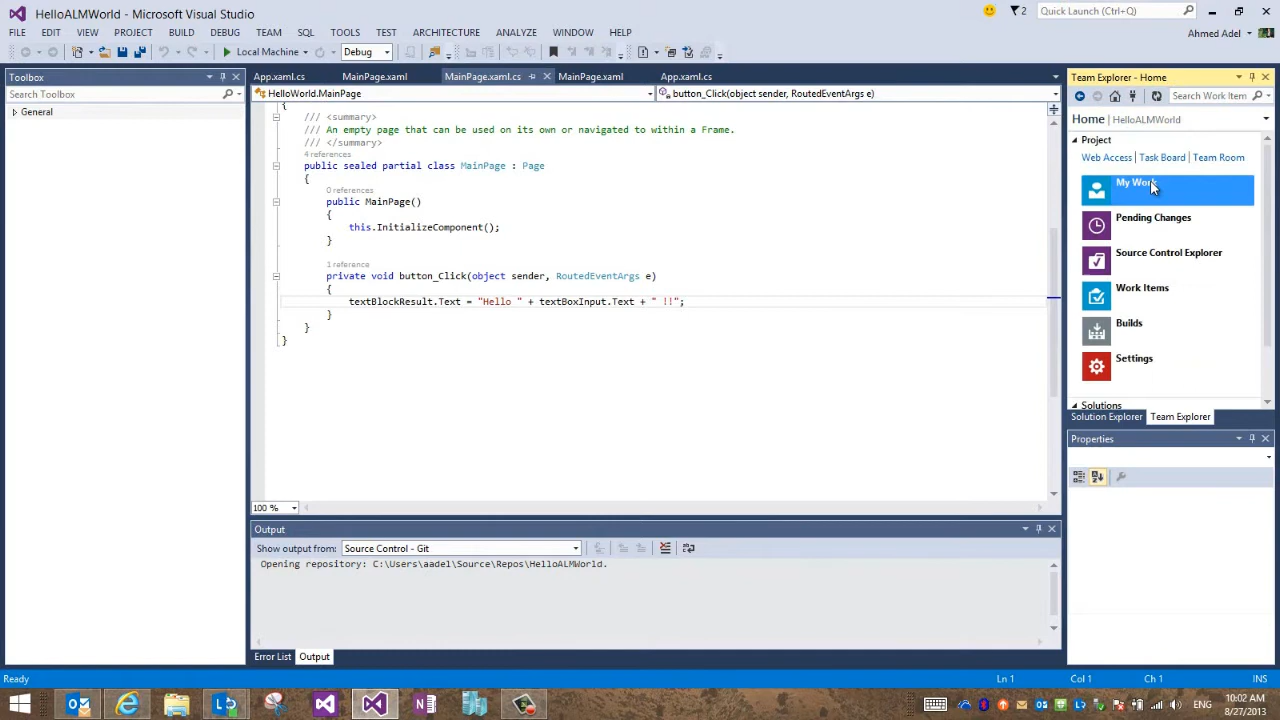 HelloALMWorld - Microsoft Visual Studio
2
Quick Launch (Ctrl+Q)
FILE EDIT VIEW PROJECT BUILD DEBUG TEAM SQL TOOLS TEST ARCHITECTURE ANALYZE WINDOW HELP
Ahmed Adel
Local Machine
Debug
Toolbox
Search Toolbox
General
App.xaml.cs MainPage.xaml MainPage.xaml.cs MainPage.xaml App.xaml.cs
HelloWorld.MainPage
button_Click(object sender, RoutedEventArgs e)
{
/// <summary>
/// An empty page that can be used on its own or navigated to within a Frame.
/// </summary>
4 references
public sealed partial class MainPage : Page
{
0 references
public MainPage()
{
this.InitializeComponent();
}
1 reference
private void button_Click(object sender, RoutedEventArgs e)
{
textBlockResult.Text = "Hello " + textBoxInput.Text + " !!";
}
}
}
100 %
Output
Show output from: Source Control - Git
Opening repository: C:\Users\aadel\Source\Repos\HelloALMWorld.
Error List Output
Team Explorer - Home
Search Work Item
Home | HelloALMWorld
Project
Web Access | Task Board | Team Room
My Work
Pending Changes
Source Control Explorer
Work Items
Builds
Settings
Solutions
Solution Explorer Team Explorer
Properties
Ready
Ln 1 Col 1 Ch 1 INS
ENG
10:02 AM
8/27/2013